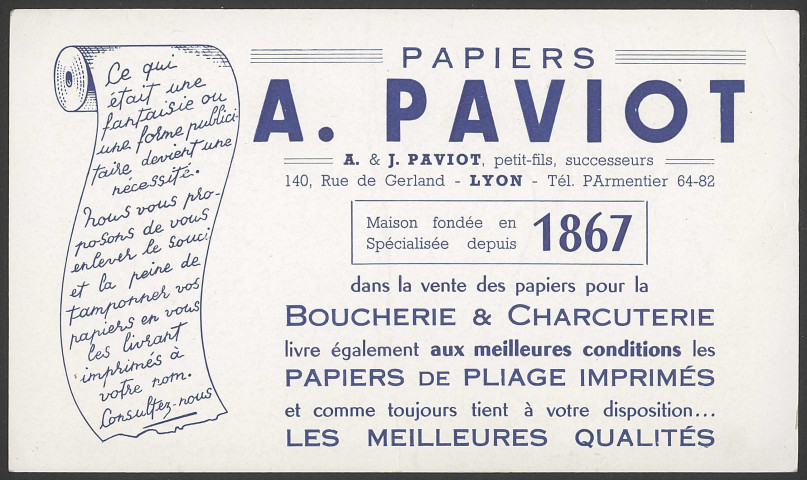 Ce qui
était une
fantaisie ou
une forme publici-
taire devient une
nécessité.
Nous vous pro-
posons de vous
enlever le souci
et la peine de
tamponner vos
papiers en vous
les livrant
imprimés à
votre nom.
Consultez-nous
PAPIERS
A. PAVIOT
A. & J. PAVIOT, petit-fils, successeurs
140, Rue de Gerland - LYON - Tél. PArmentier 64-82
Maison fondée en
Spécialisée depuis
1867
dans la vente des papiers pour la
BOUCHERIE & CHARCUTERIE
livre également aux meilleures conditions les
PAPIERS DE PLIAGE IMPRIMÉS
et comme toujours tient à votre disposition...
LES MEILLEURES QUALITÉS